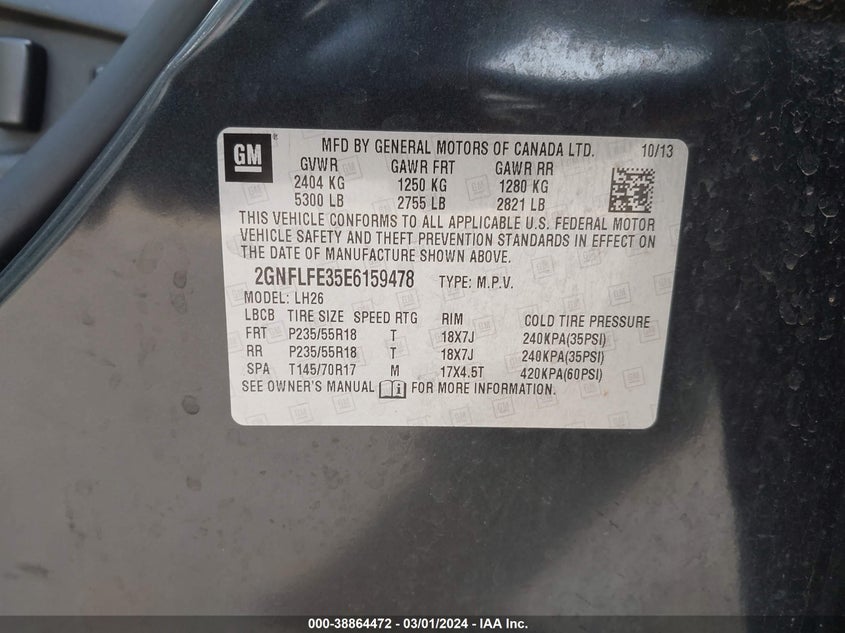 GM ®
MFD BY GENERAL MOTORS OF CANADA LTD. 10/13
GVWR GAWR FRT GAWR RR
2404 KG 1250 KG 1280 KG
5300 LB 2755 LB 2821 LB
THIS VEHICLE CONFORMS TO ALL APPLICABLE U.S. FEDERAL MOTOR
VEHICLE SAFETY AND THEFT PREVENTION STANDARDS IN EFFECT ON
THE DATE OF MANUFACTURE SHOWN ABOVE.
2GNFLFE35E6159478 TYPE: M.P.V.
MODEL: LH26
LBCB TIRE SIZE SPEED RTG RIM COLD TIRE PRESSURE
FRT P235/55R18 T 18X7J 240KPA(35PSI)
RR P235/55R18 T 18X7J 240KPA(35PSI)
SPA T145/70R17 M 17X4.5T 420KPA(60PSI)
SEE OWNER'S MANUAL FOR MORE INFORMATION.
000-38864472 — 03/01/2024 — IAA Inc.